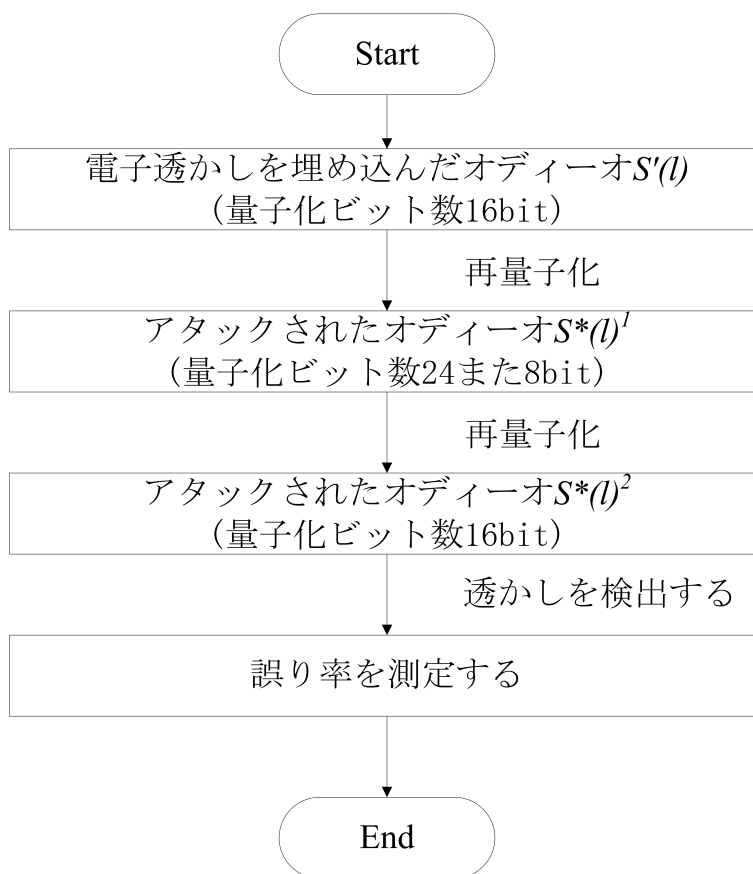 Start
電子透かしを埋め込んだオディーオS'(l)
(量子化ビット数16bit)
再量子化
アタックされたオディーオS*(l)¹
(量子化ビット数24また8bit)
再量子化
アタックされたオディーオS*(l)²
(量子化ビット数16bit)
透かしを検出する
誤り率を測定する
End